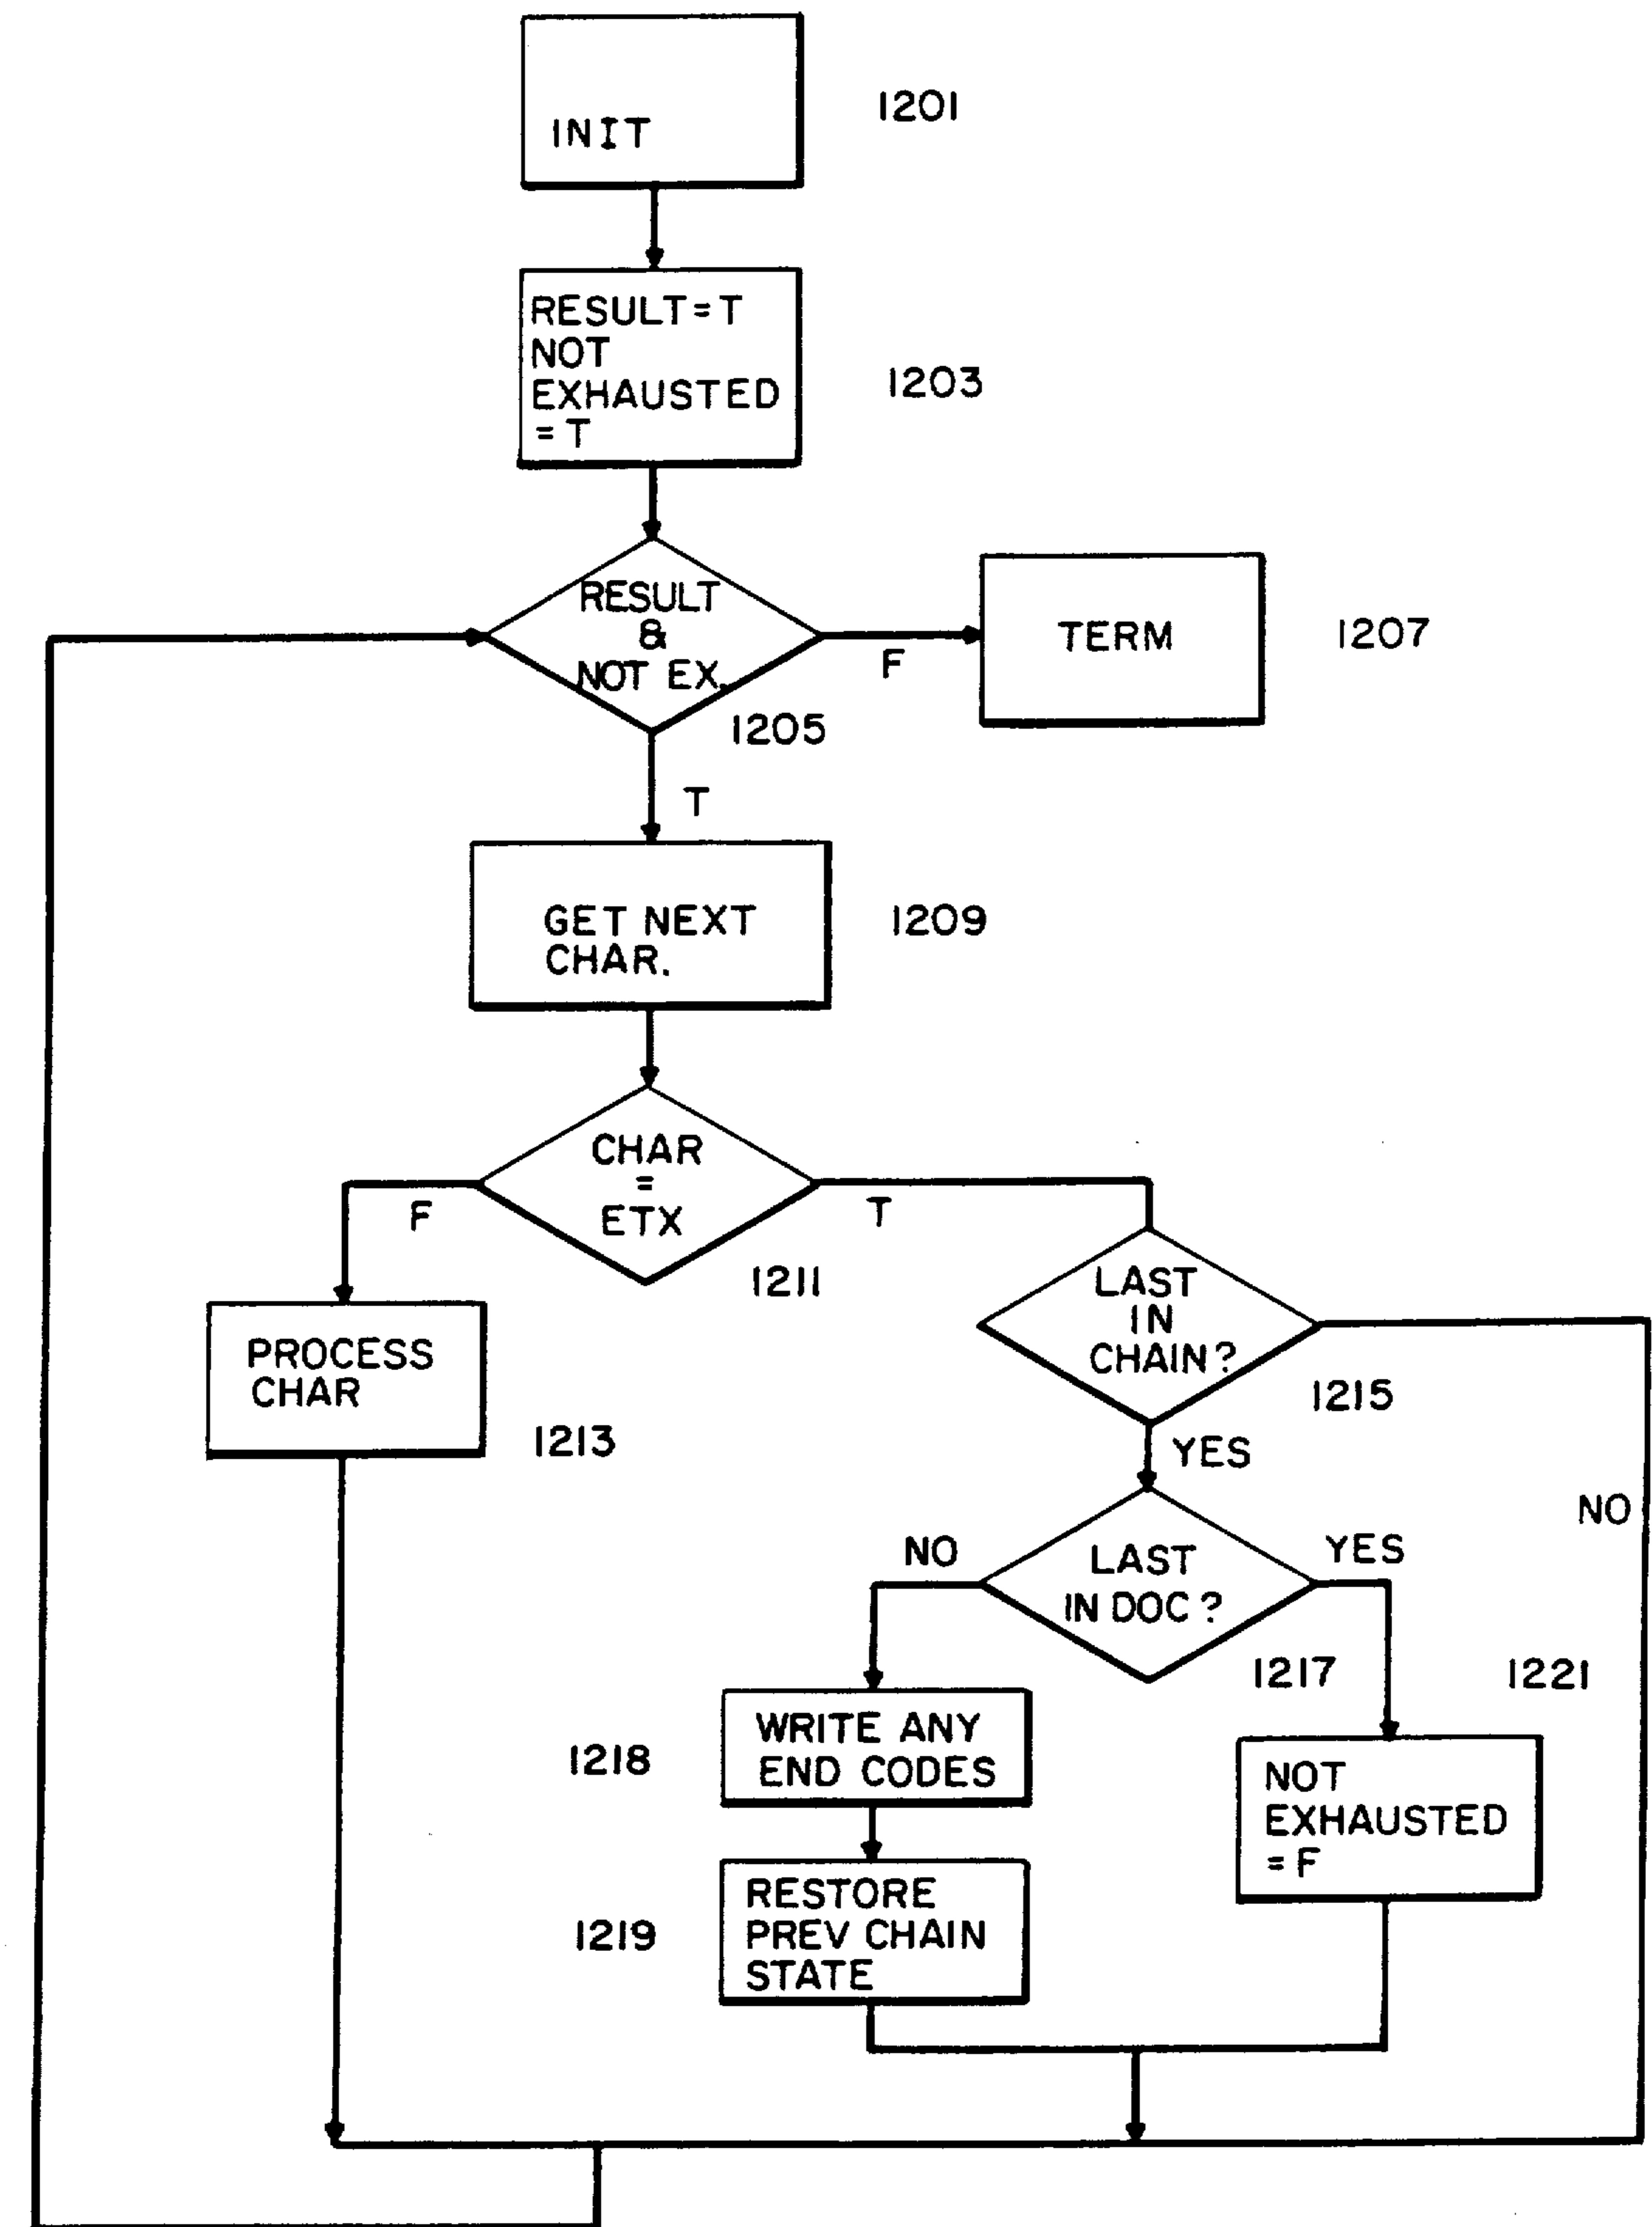 INIT
1201
RESULT=T
NOT
EXHAUSTED
=T
1203
RESULT
&
NOT EX.
1205
F
TERM
1207
T
GET NEXT
CHAR.
1209
CHAR
=
ETX
1211
F
T
PROCESS
CHAR
1213
LAST
IN
CHAIN?
1215
YES
NO
LAST
IN DOC?
1217
NO
YES
1221
WRITE ANY
END CODES
1218
NOT
EXHAUSTED
=F
RESTORE
PREV CHAIN
STATE
1219